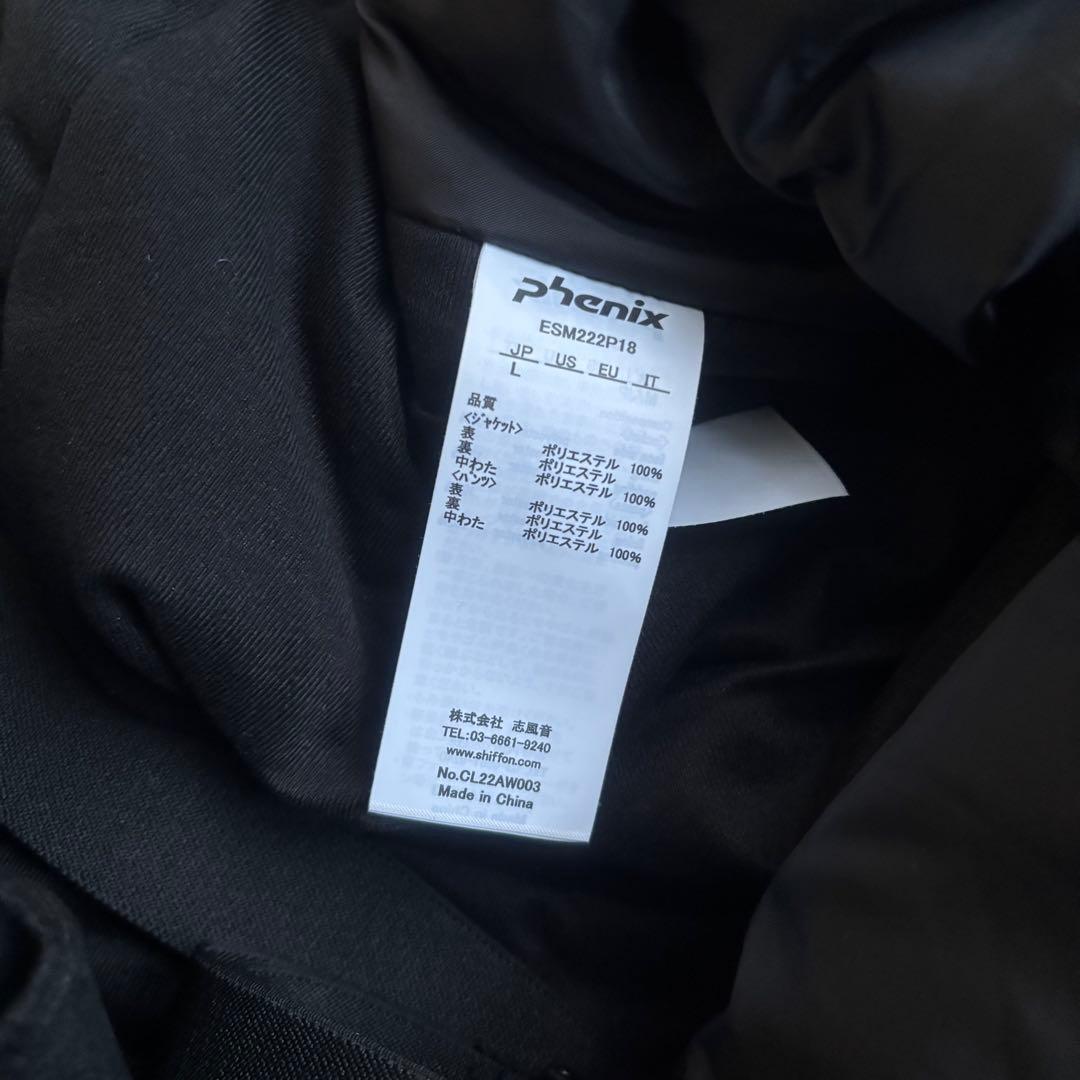 phenix
ESM222P18
JP US EU IT
L
品質
〈ジャケット〉
表 ポリエステル 100%
裏 ポリエステル
中わた ポリエステル 100%
〈パンツ〉
表 ポリエステル 100%
裏 ポリエステル
中わた ポリエステル 100%
株式会社 志風音
TEL:03-6661-9240
www.shiffon.com
No.CL22AW003
Made in China